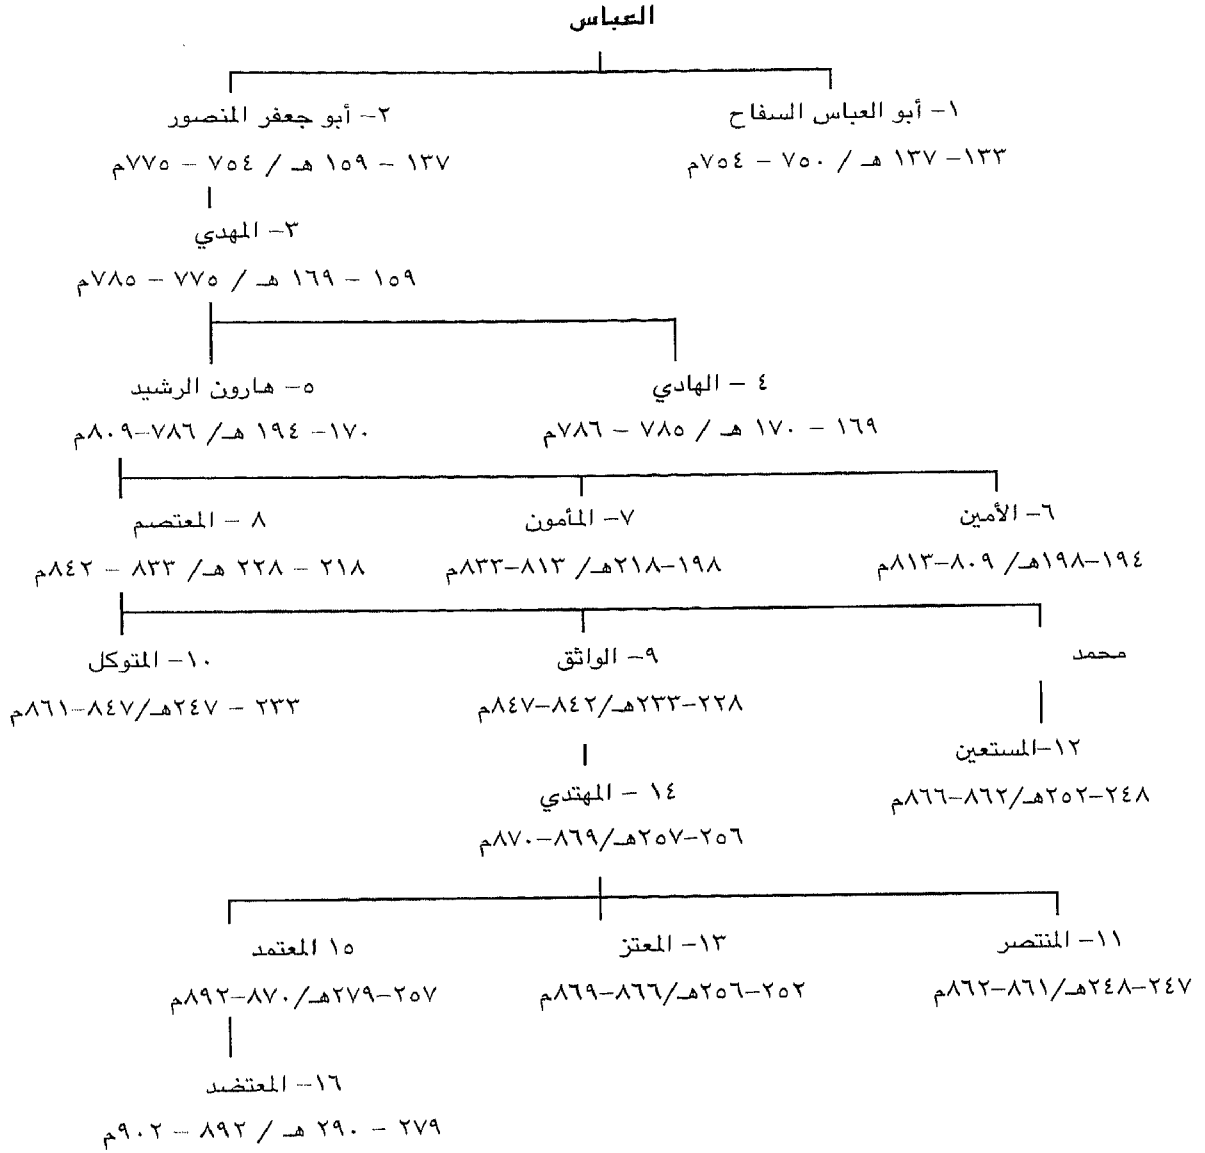 العباس
١- أبو العباس السفاح
١٣٣- ١٣٧ هـ / ٧٥٠ - ٧٥٤م
٢- أبو جعفر المنصور
١٣٧ - ١٥٩ هـ / ٧٥٤ - ٧٧٥م
٣- المهدي
١٥٩ - ١٦٩ هـ / ٧٧٥ - ٧٨٥م
٤ - الهادي
١٦٩ - ١٧٠ هـ / ٧٨٥ - ٧٨٦م
٥- هارون الرشيد
١٧٠- ١٩٤ هـ/ ٧٨٦-٨٠٩م
٦- الأمين
١٩٤-١٩٨هـ/ ٨٠٩-٨١٣م
٧- المأمون
١٩٨-٢١٨هـ/ ٨١٣-٨٣٣م
٨ - المعتصم
٢١٨ - ٢٢٨ هـ/ ٨٣٣ - ٨٤٢م
محمد
٩- الواثق
٢٢٨-٢٣٣هـ/٨٤٢-٨٤٧م
١٠- المتوكل
٢٣٣ - ٢٤٧هـ/٨٤٧-٨٦١م
١٢-المستعين
٢٤٨-٢٥٢هـ/٨٦٢-٨٦٦م
١٤ - المهتدي
٢٥٦-٢٥٧هـ/٨٦٩-٨٧٠م
١١- المنتصر
٢٤٧-٢٤٨هـ/٨٦١-٨٦٢م
١٣- المعتز
٢٥٢-٢٥٦هـ/٨٦٦-٨٦٩م
١٥ المعتمد
٢٥٧-٢٧٩هـ/٨٧٠-٨٩٢م
١٦- المعتضد
٢٧٩ - ٢٩٠ هـ / ٨٩٢ - ٩٠٢م